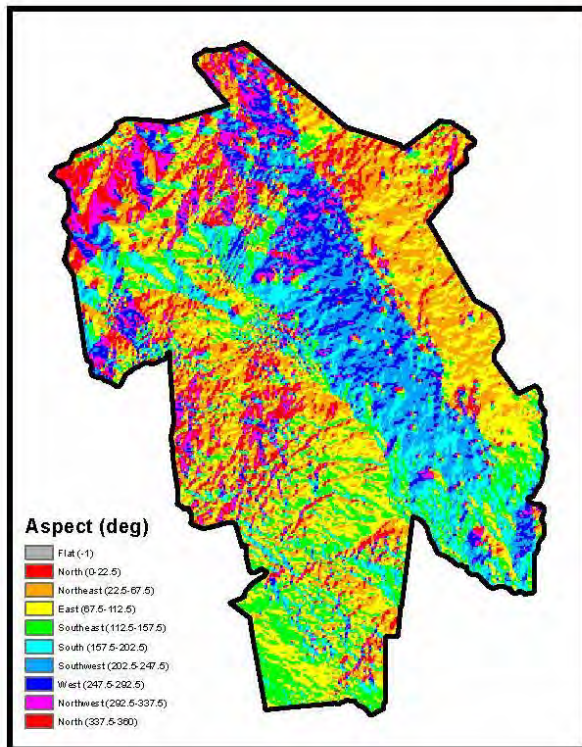 Aspect (deg)
Flat (-1)
North (0-22.5)
Northeast (22.5-67.5)
East (67.5-112.5)
Southeast (112.5-157.5)
South (157.5-202.5)
Southwest (202.5-247.5)
West (247.5-292.5)
Northwest (292.5-337.5)
North (337.5-360)